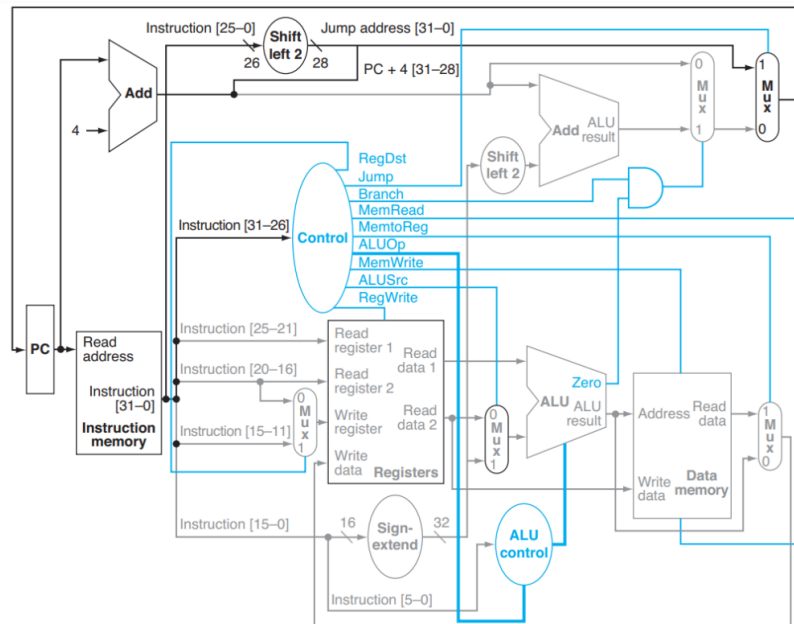 Instruction [25–0]
Jump address [31–0]
Shift
left 2
26
28
PC + 4 [31–28]
Add
4
0
M
u
x
1
1
M
u
x
0
Add
ALU
result
Shift
left 2
RegDst
Jump
Branch
MemRead
MemtoReg
ALUOp
MemWrite
ALUSrc
RegWrite
Control
Instruction [31–26]
PC
Read
address
Instruction
[31–0]
Instruction
memory
Instruction [25–21]
Instruction [20–16]
Instruction [15–11]
Instruction [15–0]
0
M
u
x
1
Read
register 1
Read
register 2
Write
register
Write
data
Read
data 1
Read
data 2
Registers
0
M
u
x
1
Zero
ALU
ALU
result
Address
Read
data
Write
data
Data
memory
1
M
u
x
0
16
Sign-
extend
32
ALU
control
Instruction [5–0]